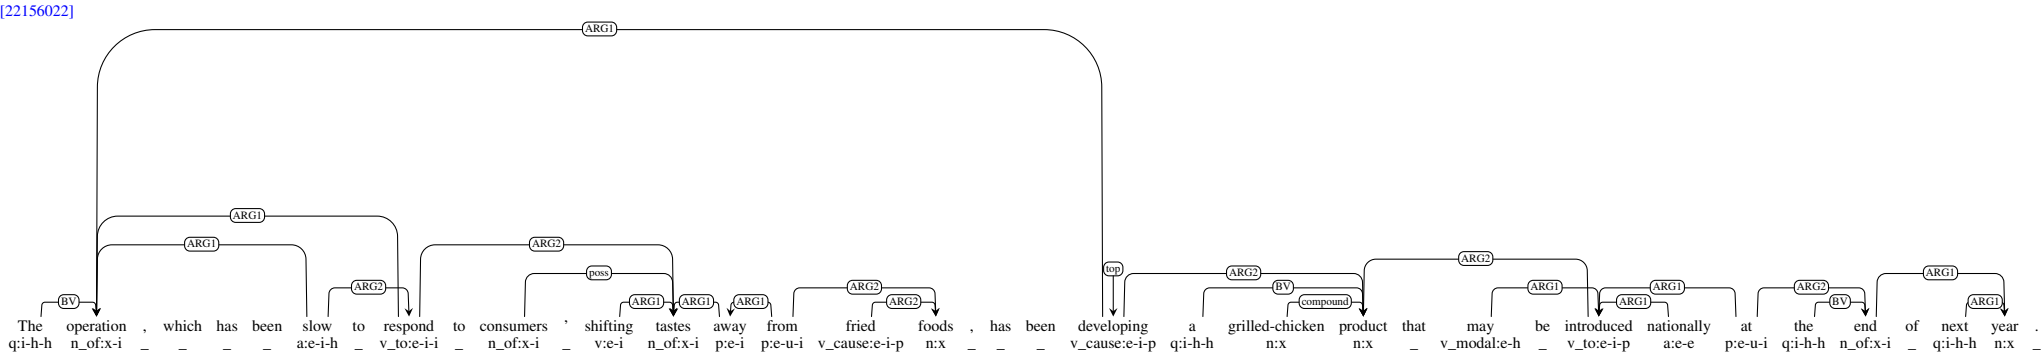 [22156022]
ARG1
ARG1
ARG1 ARG2 ARG2
poss top ARG2
ARG2 ARG2 BV ARG1 ARG1 ARG2 ARG1
BV ARG1 ARG1 ARG1 ARG2 compound ARG1 BV ARG1
The operation , which has been slow to respond to consumers ' shifting tastes away from fried foods , has been developing a grilled-chicken product that may be introduced nationally at the end of next year .
q:i-h-h n_of:x-i _ _ _ _ a:e-i-h _ v_to:e-i-i _ n_of:x-i _ v:e-i n_of:x-i p:e-i p:e-u-i v_cause:e-i-p n:x _ _ _ v_cause:e-i-p q:i-h-h n:x n:x _ v_modal:e-h _ v_to:e-i-p a:e-e p:e-u-i q:i-h-h n_of:x-i _ q:i-h-h n:x _